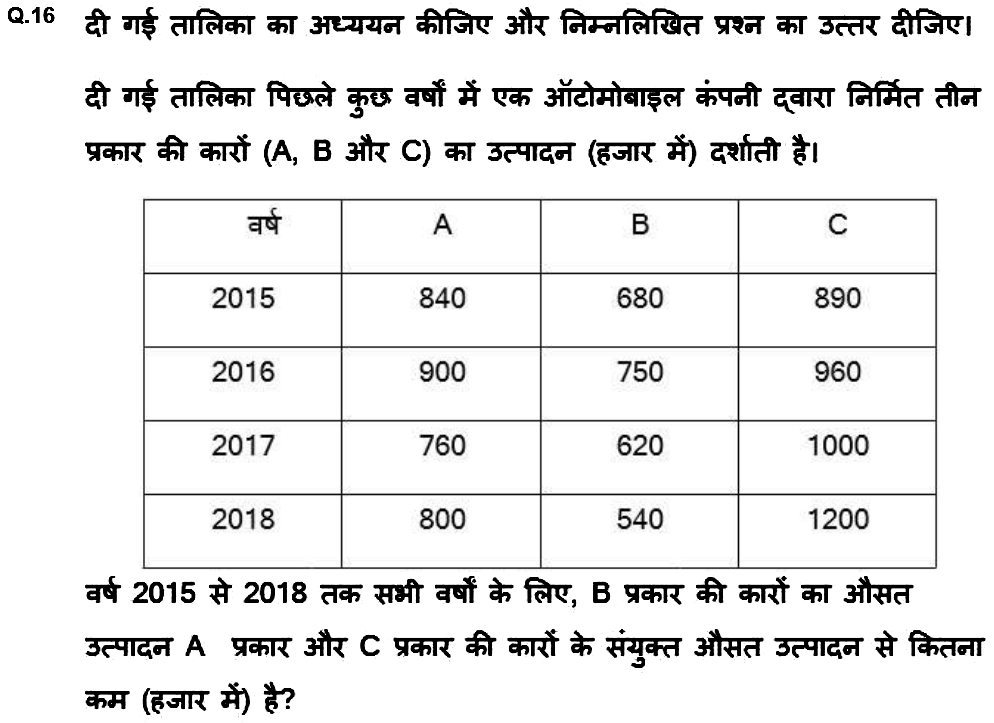 Q.16 दी गई तालिका का अध्ययन कीजिए और निम्नलिखित प्रश्न का उत्तर दीजिए।
दी गई तालिका पिछले कुछ वर्षों में एक ऑटोमोबाइल कंपनी द्वारा निर्मित तीन
प्रकार की कारों (A, B और C) का उत्पादन (हजार में) दर्शाती है।
वर्ष A B C
2015 840 680 890
2016 900 750 960
2017 760 620 1000
2018 800 540 1200
वर्ष 2015 से 2018 तक सभी वर्षों के लिए, B प्रकार की कारों का औसत
उत्पादन A प्रकार और C प्रकार की कारों के संयुक्त औसत उत्पादन से कितना
कम (हजार में) है?